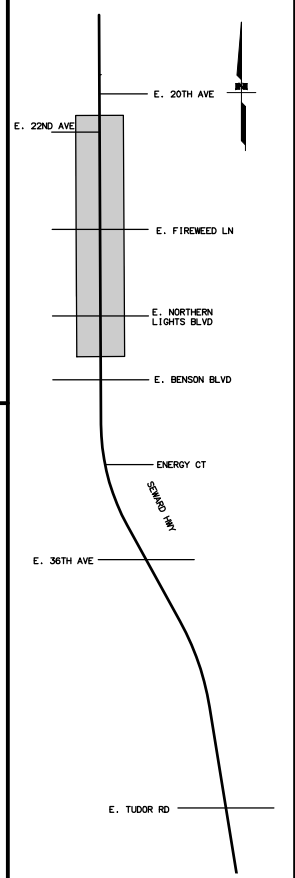 E. 20TH AVE
N
E. 22ND AVE
E. FIREWEED LN
E. NORTHERN
LIGHTS BLVD
E. BENSON BLVD
ENERGY CT
SEWARD HWY
E. 36TH AVE
E. TUDOR RD